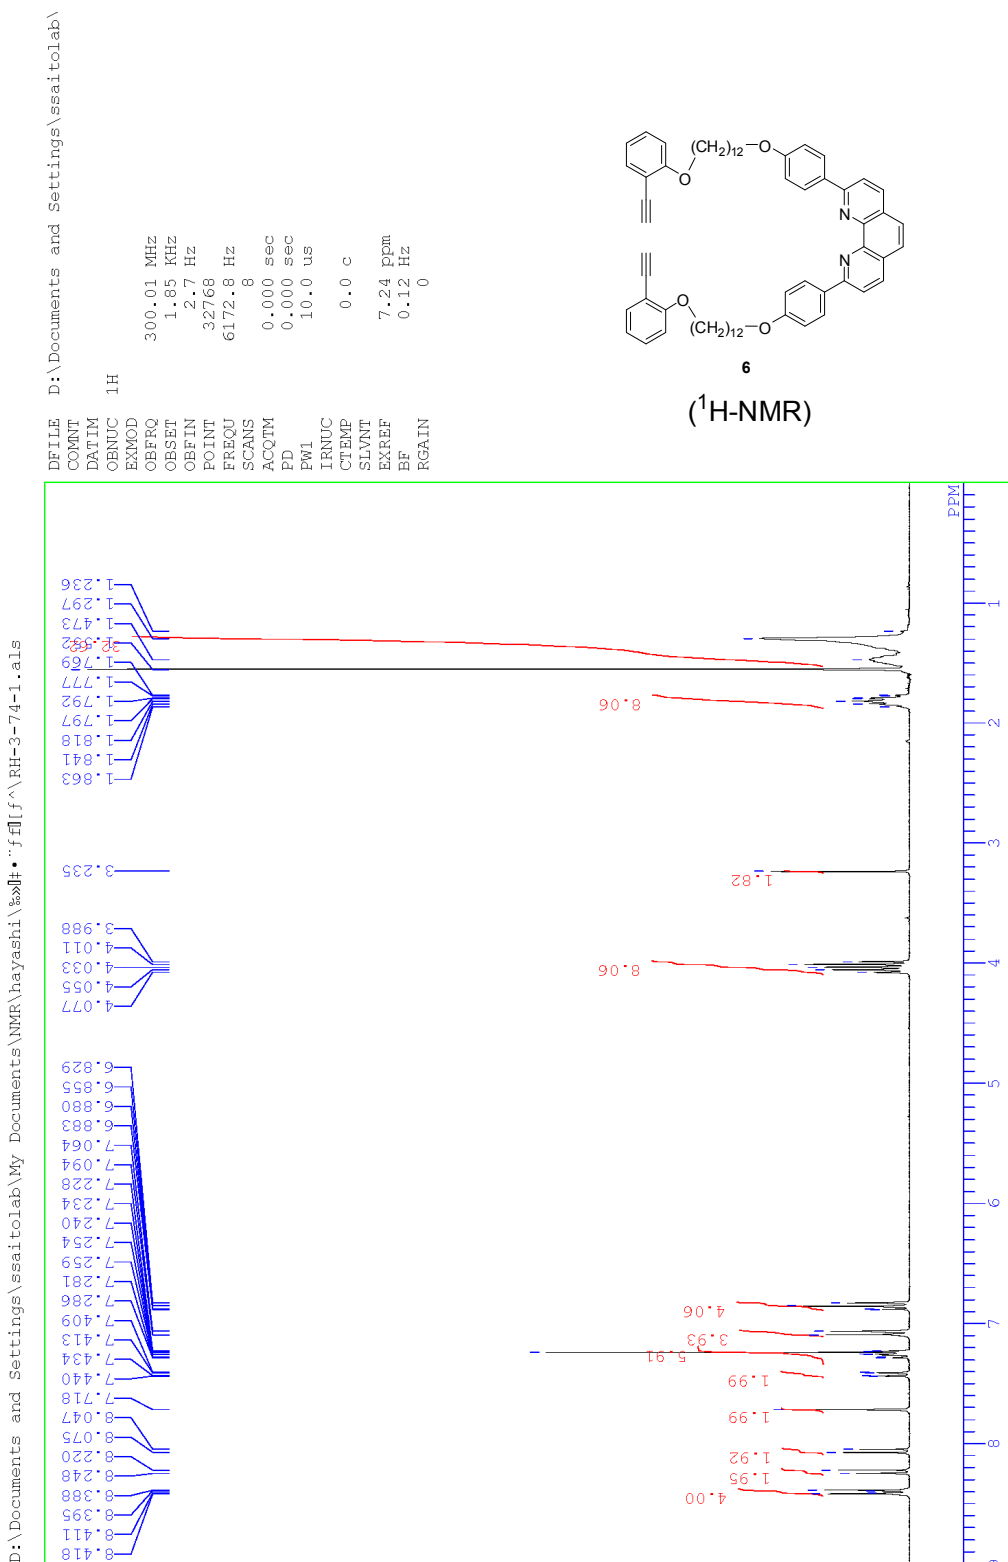 D:\Documents and Settings\ssaitolab\My Documents\NMR\hayashi\
\RH-3-74-1.als
DFILE D:\Documents and Settings\ssaitolab\
COMNT
DATIM
OBNUC 1H
EXMOD
OBFRQ 300.01 MHz
OBSET 1.85 KHz
OBFIN 2.7 Hz
POINT 32768
FREQU 6172.8 Hz
SCANS 8
ACQTM 0.000 sec
PD 0.000 sec
PW1 10.0 us
IRNUC
CTEMP 0.0 c
SLVNT
EXREF 7.24 ppm
BF 0.12 Hz
RGAIN 0
(CH2)12 O
O
N
N
O
(CH2)12 O
6
(1H-NMR)
1.236
1.297
1.473
1.769
1.777
1.792
1.797
1.818
1.841
1.863
3.235
3.988
4.011
4.033
4.055
4.077
6.829
6.855
6.880
6.883
7.064
7.094
7.228
7.234
7.240
7.254
7.259
7.281
7.286
7.409
7.413
7.434
7.440
7.718
8.047
8.075
8.220
8.248
8.388
8.395
8.411
8.418
8.06
1.82
8.06
4.06
3.93
5.91
1.99
1.99
1.92
1.95
4.00
PPM
1
2
3
4
5
6
7
8